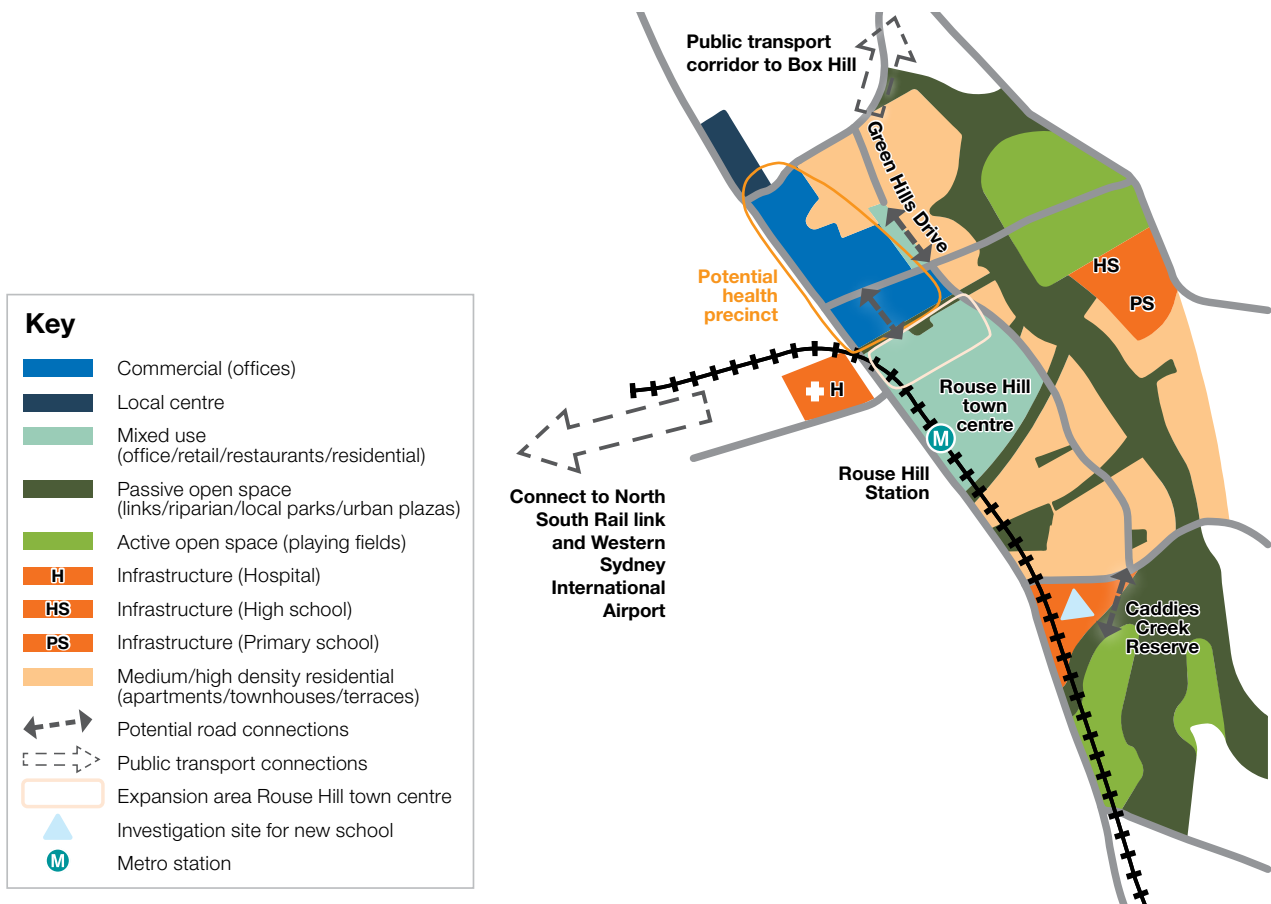 Public transport
corridor to Box Hill
Green Hills Drive
HS
PS
Potential
health
precinct
H
Rouse Hill
town
centre
M
Rouse Hill
Station
Connect to North
South Rail link
and Western
Sydney
International
Airport
Caddies
Creek
Reserve
Key
Commercial (offices)
Local centre
Mixed use
(office/retail/restaurants/residential)
Passive open space
(links/riparian/local parks/urban plazas)
Active open space (playing fields)
H Infrastructure (Hospital)
HS Infrastructure (High school)
PS Infrastructure (Primary school)
Medium/high density residential
(apartments/townhouses/terraces)
Potential road connections
Public transport connections
Expansion area Rouse Hill town centre
Investigation site for new school
M Metro station